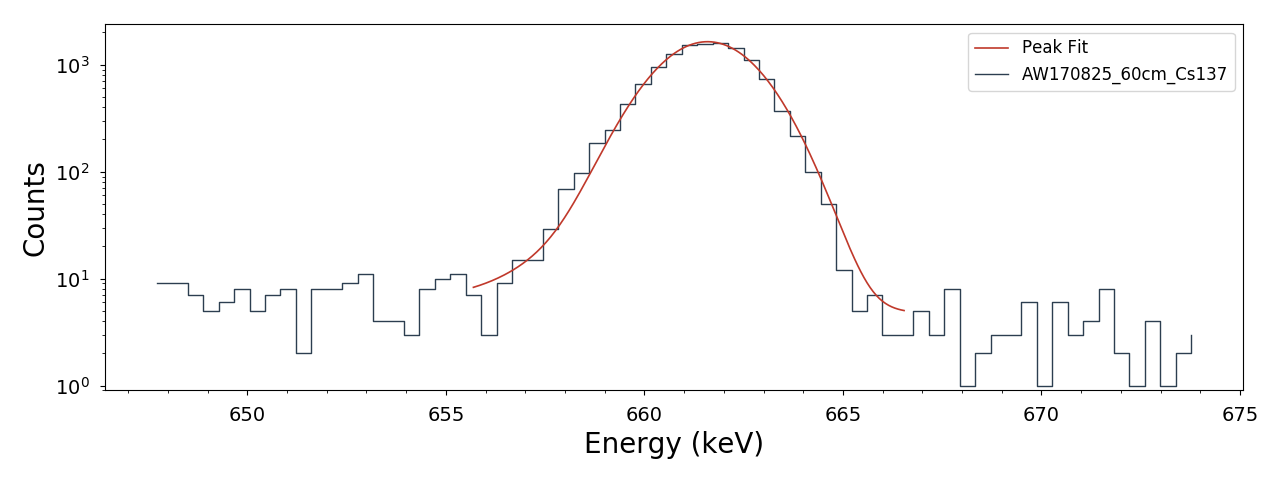 Peak Fit
AW170825_60cm_Cs137
Counts
10³
10²
10¹
10⁰
650 655 660 665 670 675
Energy (keV)